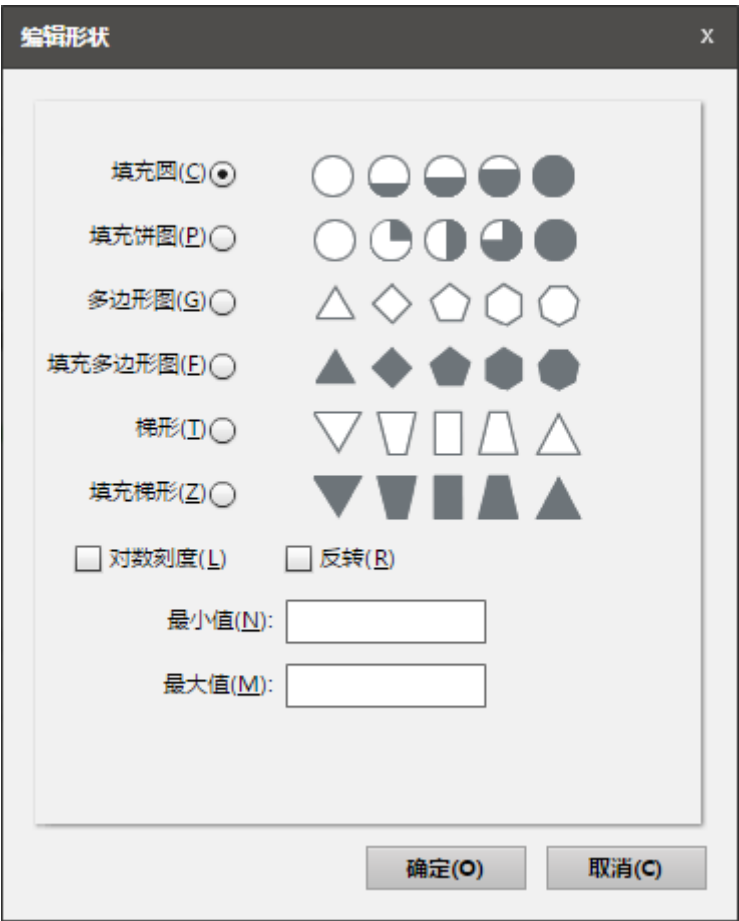 编辑形状 x
填充圆(C)
填充饼图(P)
多边形图(G)
填充多边形图(F)
梯形(T)
填充梯形(Z)
对数刻度(L) 反转(R)
最小值(N):
最大值(M):
确定(O) 取消(C)